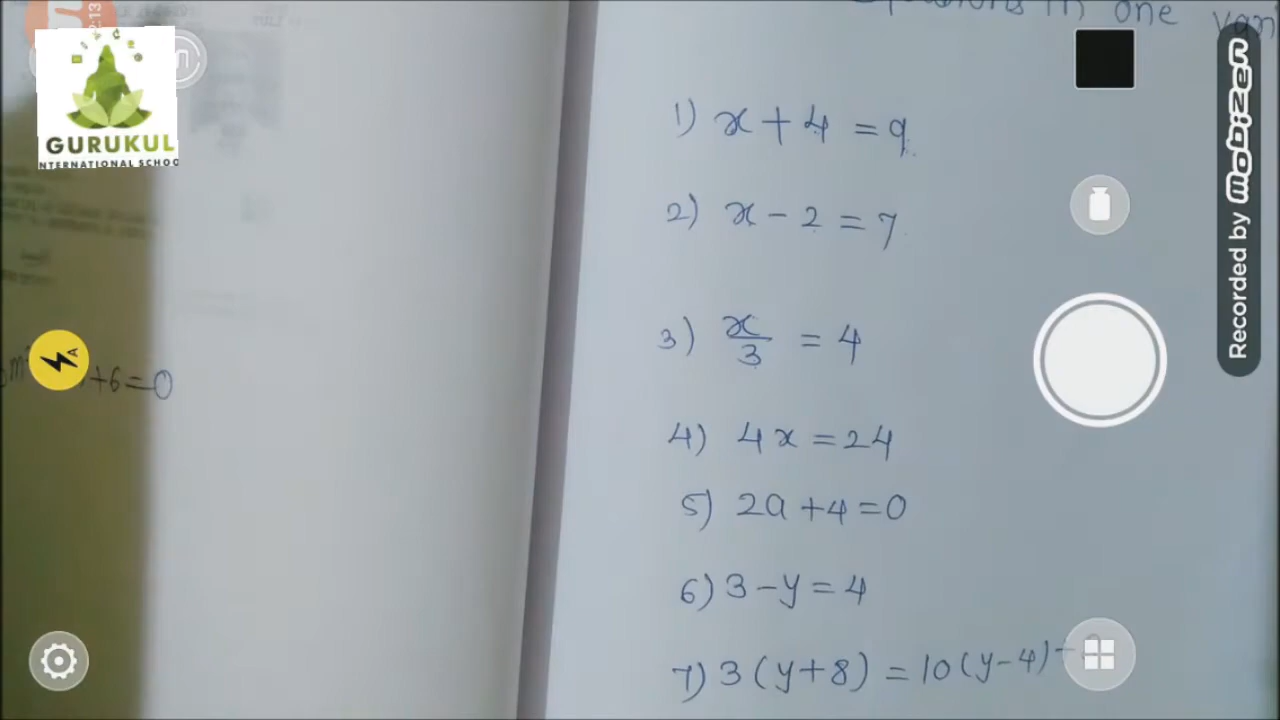 GURUKUL
INTERNATIONAL SCHOO
in one
1) x + 4 = 9
2) x - 2 = 7
3) x/3 = 4
4) 4x = 24
+6=0
5) 2a + 4 = 0
6) 3 - y = 4
7) 3(y+8) = 10(y-4)
Recorded by mobizen